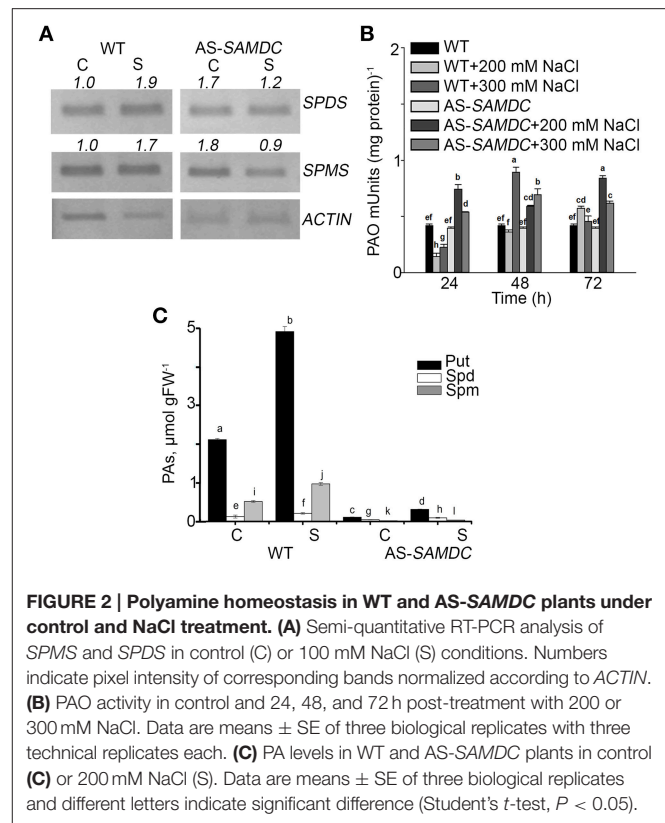 A
WT AS-SAMDC
C S C S
1.0 1.9 1.7 1.2
SPDS
1.0 1.7 1.8 0.9
SPMS
ACTIN
B
PAO mUnits (mg protein)-1
2
1
0
WT
WT+200 mM NaCl
WT+300 mM NaCl
AS-SAMDC
AS-SAMDC+200 mM NaCl
AS-SAMDC+300 mM NaCl
ef h g ef b d
ef f a ef cd b
ef cd e ef a c
24 48 72
Time (h)
C
PAs, μmol gFW-1
5
1
1
0
Put
Spd
Spm
a e i b f j c g k d h l
C S C S
WT AS-SAMDC
FIGURE 2 | Polyamine homeostasis in WT and AS-SAMDC plants under
control and NaCl treatment. (A) Semi-quantitative RT-PCR analysis of
SPMS and SPDS in control (C) or 100 mM NaCl (S) conditions. Numbers
indicate pixel intensity of corresponding bands normalized according to ACTIN.
(B) PAO activity in control and 24, 48, and 72 h post-treatment with 200 or
300 mM NaCl. Data are means ± SE of three biological replicates with three
technical replicates each. (C) PA levels in WT and AS-SAMDC plants in control
(C) or 200 mM NaCl (S). Data are means ± SE of three biological replicates
and different letters indicate significant difference (Student's t-test, P < 0.05).